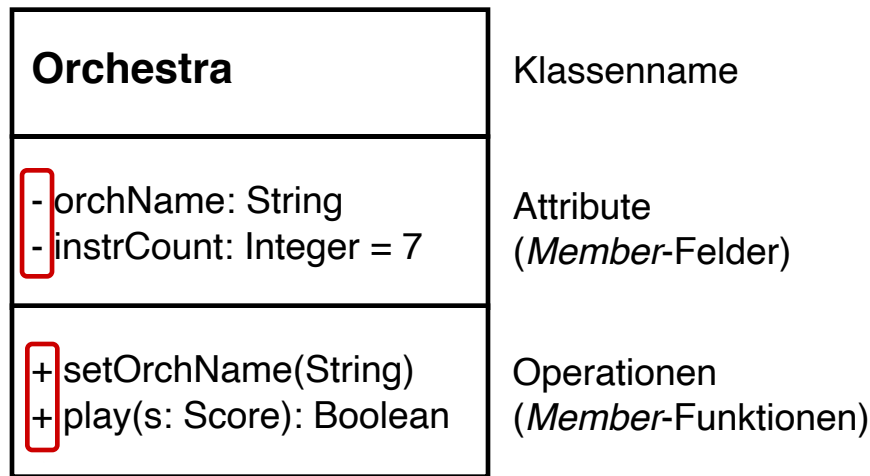 Orchestra
Klassenname
- orchName: String
- instrCount: Integer = 7
Attribute
(Member-Felder)
+ setOrchName(String)
+ play(s: Score): Boolean
Operationen
(Member-Funktionen)